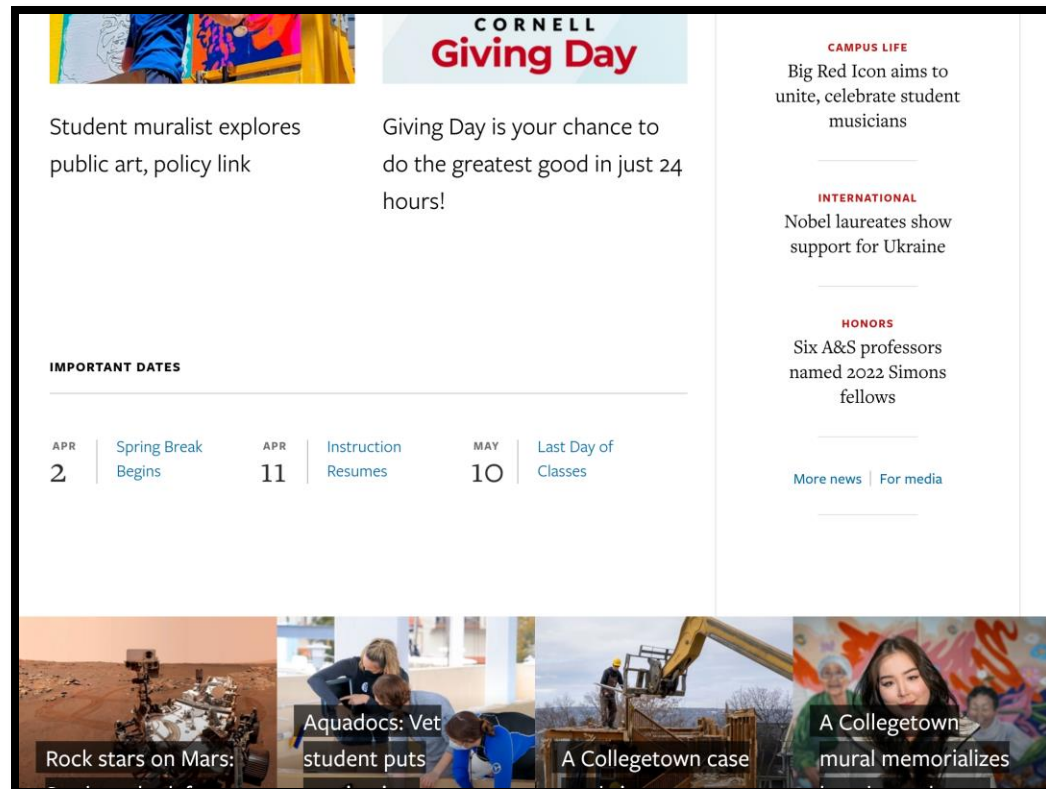 CORNELL
Giving Day
Student muralist explores
public art, policy link
Giving Day is your chance to
do the greatest good in just 24
hours!
IMPORTANT DATES
APR
2
Spring Break
Begins
APR
11
Instruction
Resumes
MAY
10
Last Day of
Classes
CAMPUS LIFE
Big Red Icon aims to
unite, celebrate student
musicians
INTERNATIONAL
Nobel laureates show
support for Ukraine
HONORS
Six A&S professors
named 2022 Simons
fellows
More news | For media
Rock stars on Mars:
Aquadocs: Vet
student puts
A Collegetown case
A Collegetown
mural memorializes